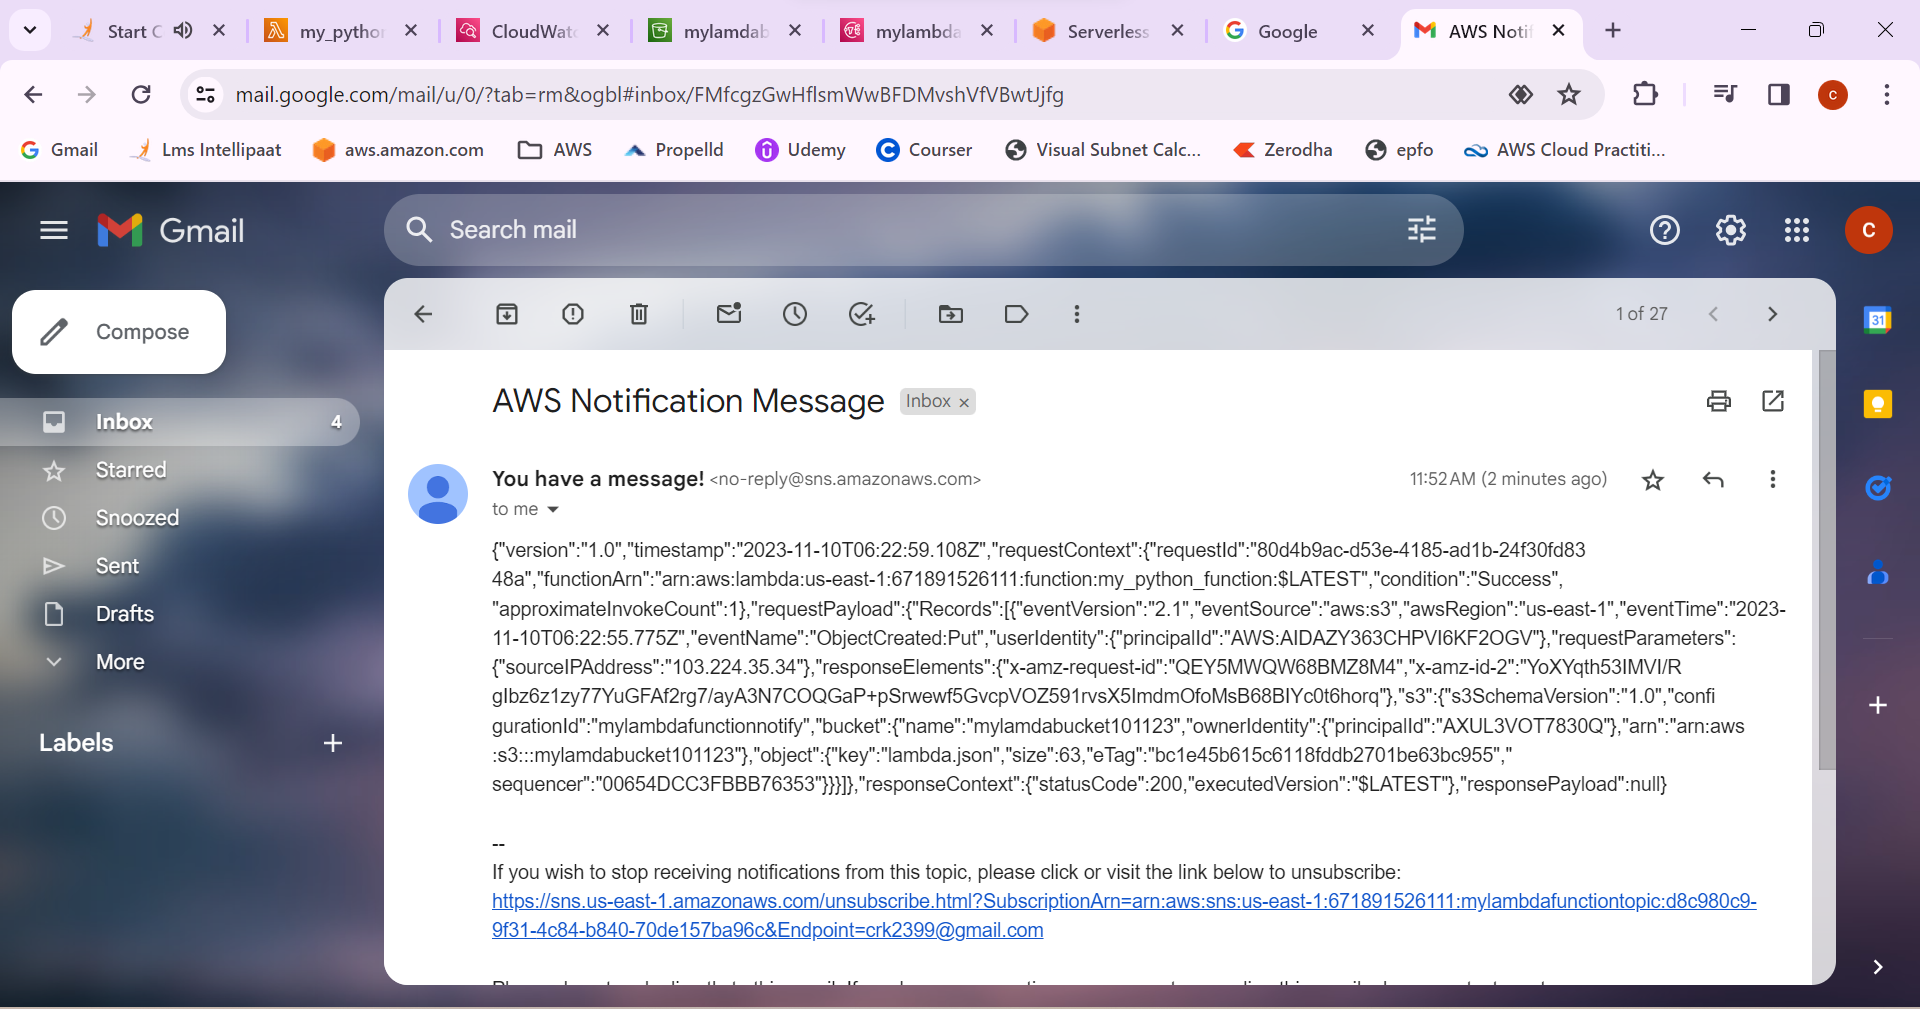 Start C
my_pytho
CloudWat
mylamdab
mylambda
Serverless
Google
AWS Noti
mail.google.com/mail/u/0/?tab=rm&ogbl#inbox/FMfcgzGwHflsmWwBFDMvshVfVBwtJjfg
C
Gmail
Lms Intellipaat
aws.amazon.com
AWS
Propelld
Udemy
Courser
Visual Subnet Calc...
Zerodha
epfo
AWS Cloud Practiti...
Gmail
Search mail
C
Compose
1 of 27
31
Inbox 4
Starred
Snoozed
Sent
Drafts
More
Labels
AWS Notification Message Inbox ×
You have a message! <no-reply@sns.amazonaws.com> 11:52 AM (2 minutes ago)
to me
{"version":"1.0","timestamp":"2023-11-10T06:22:59.108Z","requestContext":{"requestId":"80d4b9ac-d53e-4185-ad1b-24f30fd83
48a","functionArn":"arn:aws:lambda:us-east-1:671891526111:function:my_python_function:$LATEST","condition":"Success",
"approximateInvokeCount":1},"requestPayload":{"Records":[{"eventVersion":"2.1","eventSource":"aws:s3","awsRegion":"us-east-1","eventTime":"2023-
11-10T06:22:55.775Z","eventName":"ObjectCreated:Put","userIdentity":{"principalId":"AWS:AIDAZY363CHPVI6KF2OGV"},"requestParameters":
{"sourceIPAddress":"103.224.35.34"},"responseElements":{"x-amz-request-id":"QEY5MWQW68BMZ8M4","x-amz-id-2":"YoXYqth53IMVI/R
gIbz6z1zy77YuGFAf2rg7/ayA3N7COQGaP+pSrwewf5GvcpVOZ591rvsX5ImdmOfoMsB68BIYc0t6horq"},"s3":{"s3SchemaVersion":"1.0","confi
gurationId":"mylambdafunctionnotify","bucket":{"name":"mylamdabucket101123","ownerIdentity":{"principalId":"AXUL3VOT7830Q"},"arn":"arn:aws
:s3:::mylamdabucket101123"},"object":{"key":"lambda.json","size":63,"eTag":"bc1e45b615c6118fddb2701be63bc955","
sequencer":"00654DCC3FBBB76353"}}}]},"responseContext":{"statusCode":200,"executedVersion":"$LATEST"},"responsePayload":null}
--
If you wish to stop receiving notifications from this topic, please click or visit the link below to unsubscribe:
https://sns.us-east-1.amazonaws.com/unsubscribe.html?SubscriptionArn=arn:aws:sns:us-east-1:671891526111:mylambdafunctiontopic:d8c980c9-
9f31-4c84-b840-70de157ba96c&Endpoint=crk2399@gmail.com